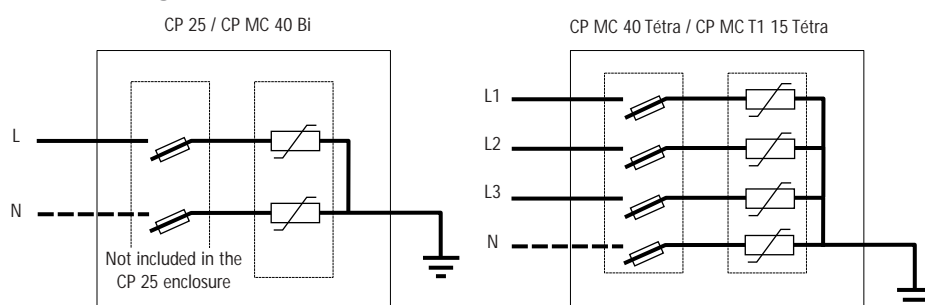 CP 25 / CP MC 40 Bi
L
N
Not included in the
CP 25 enclosure
CP MC 40 Tétra / CP MC T1 15 Tétra
L1
L2
L3
N